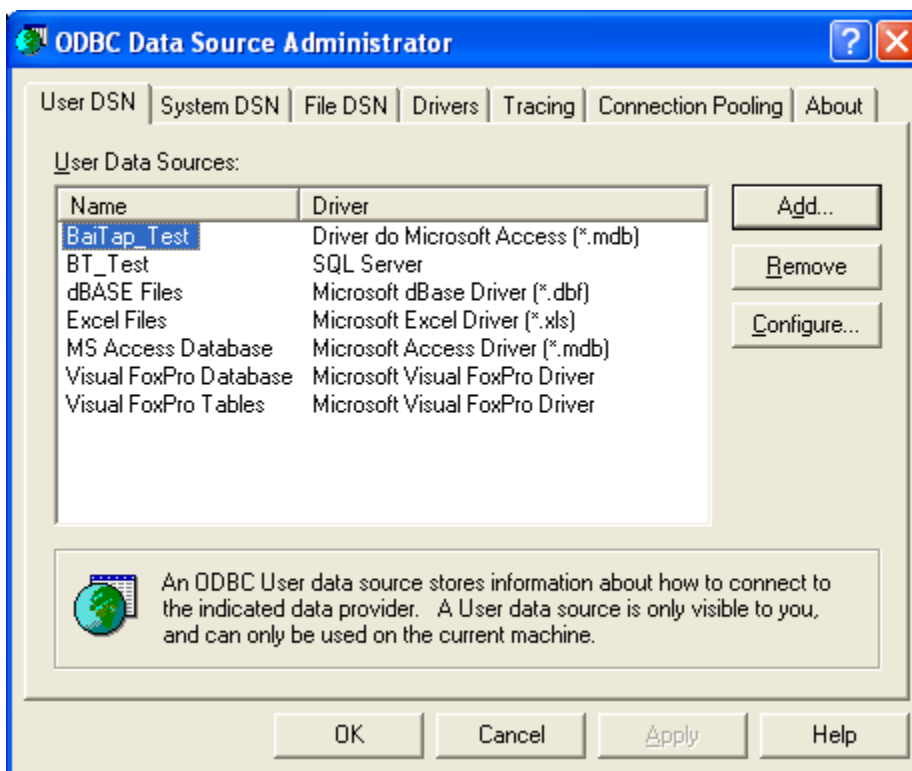 ODBC Data Source Administrator
User DSN System DSN File DSN Drivers Tracing Connection Pooling About
User Data Sources:
Name Driver
BaiTap_Test Driver do Microsoft Access (*.mdb)
BT_Test SQL Server
dBASE Files Microsoft dBase Driver (*.dbf)
Excel Files Microsoft Excel Driver (*.xls)
MS Access Database Microsoft Access Driver (*.mdb)
Visual FoxPro Database Microsoft Visual FoxPro Driver
Visual FoxPro Tables Microsoft Visual FoxPro Driver
Add...
Remove
Configure...
An ODBC User data source stores information about how to connect to
the indicated data provider. A User data source is only visible to you,
and can only be used on the current machine.
OK Cancel Apply Help